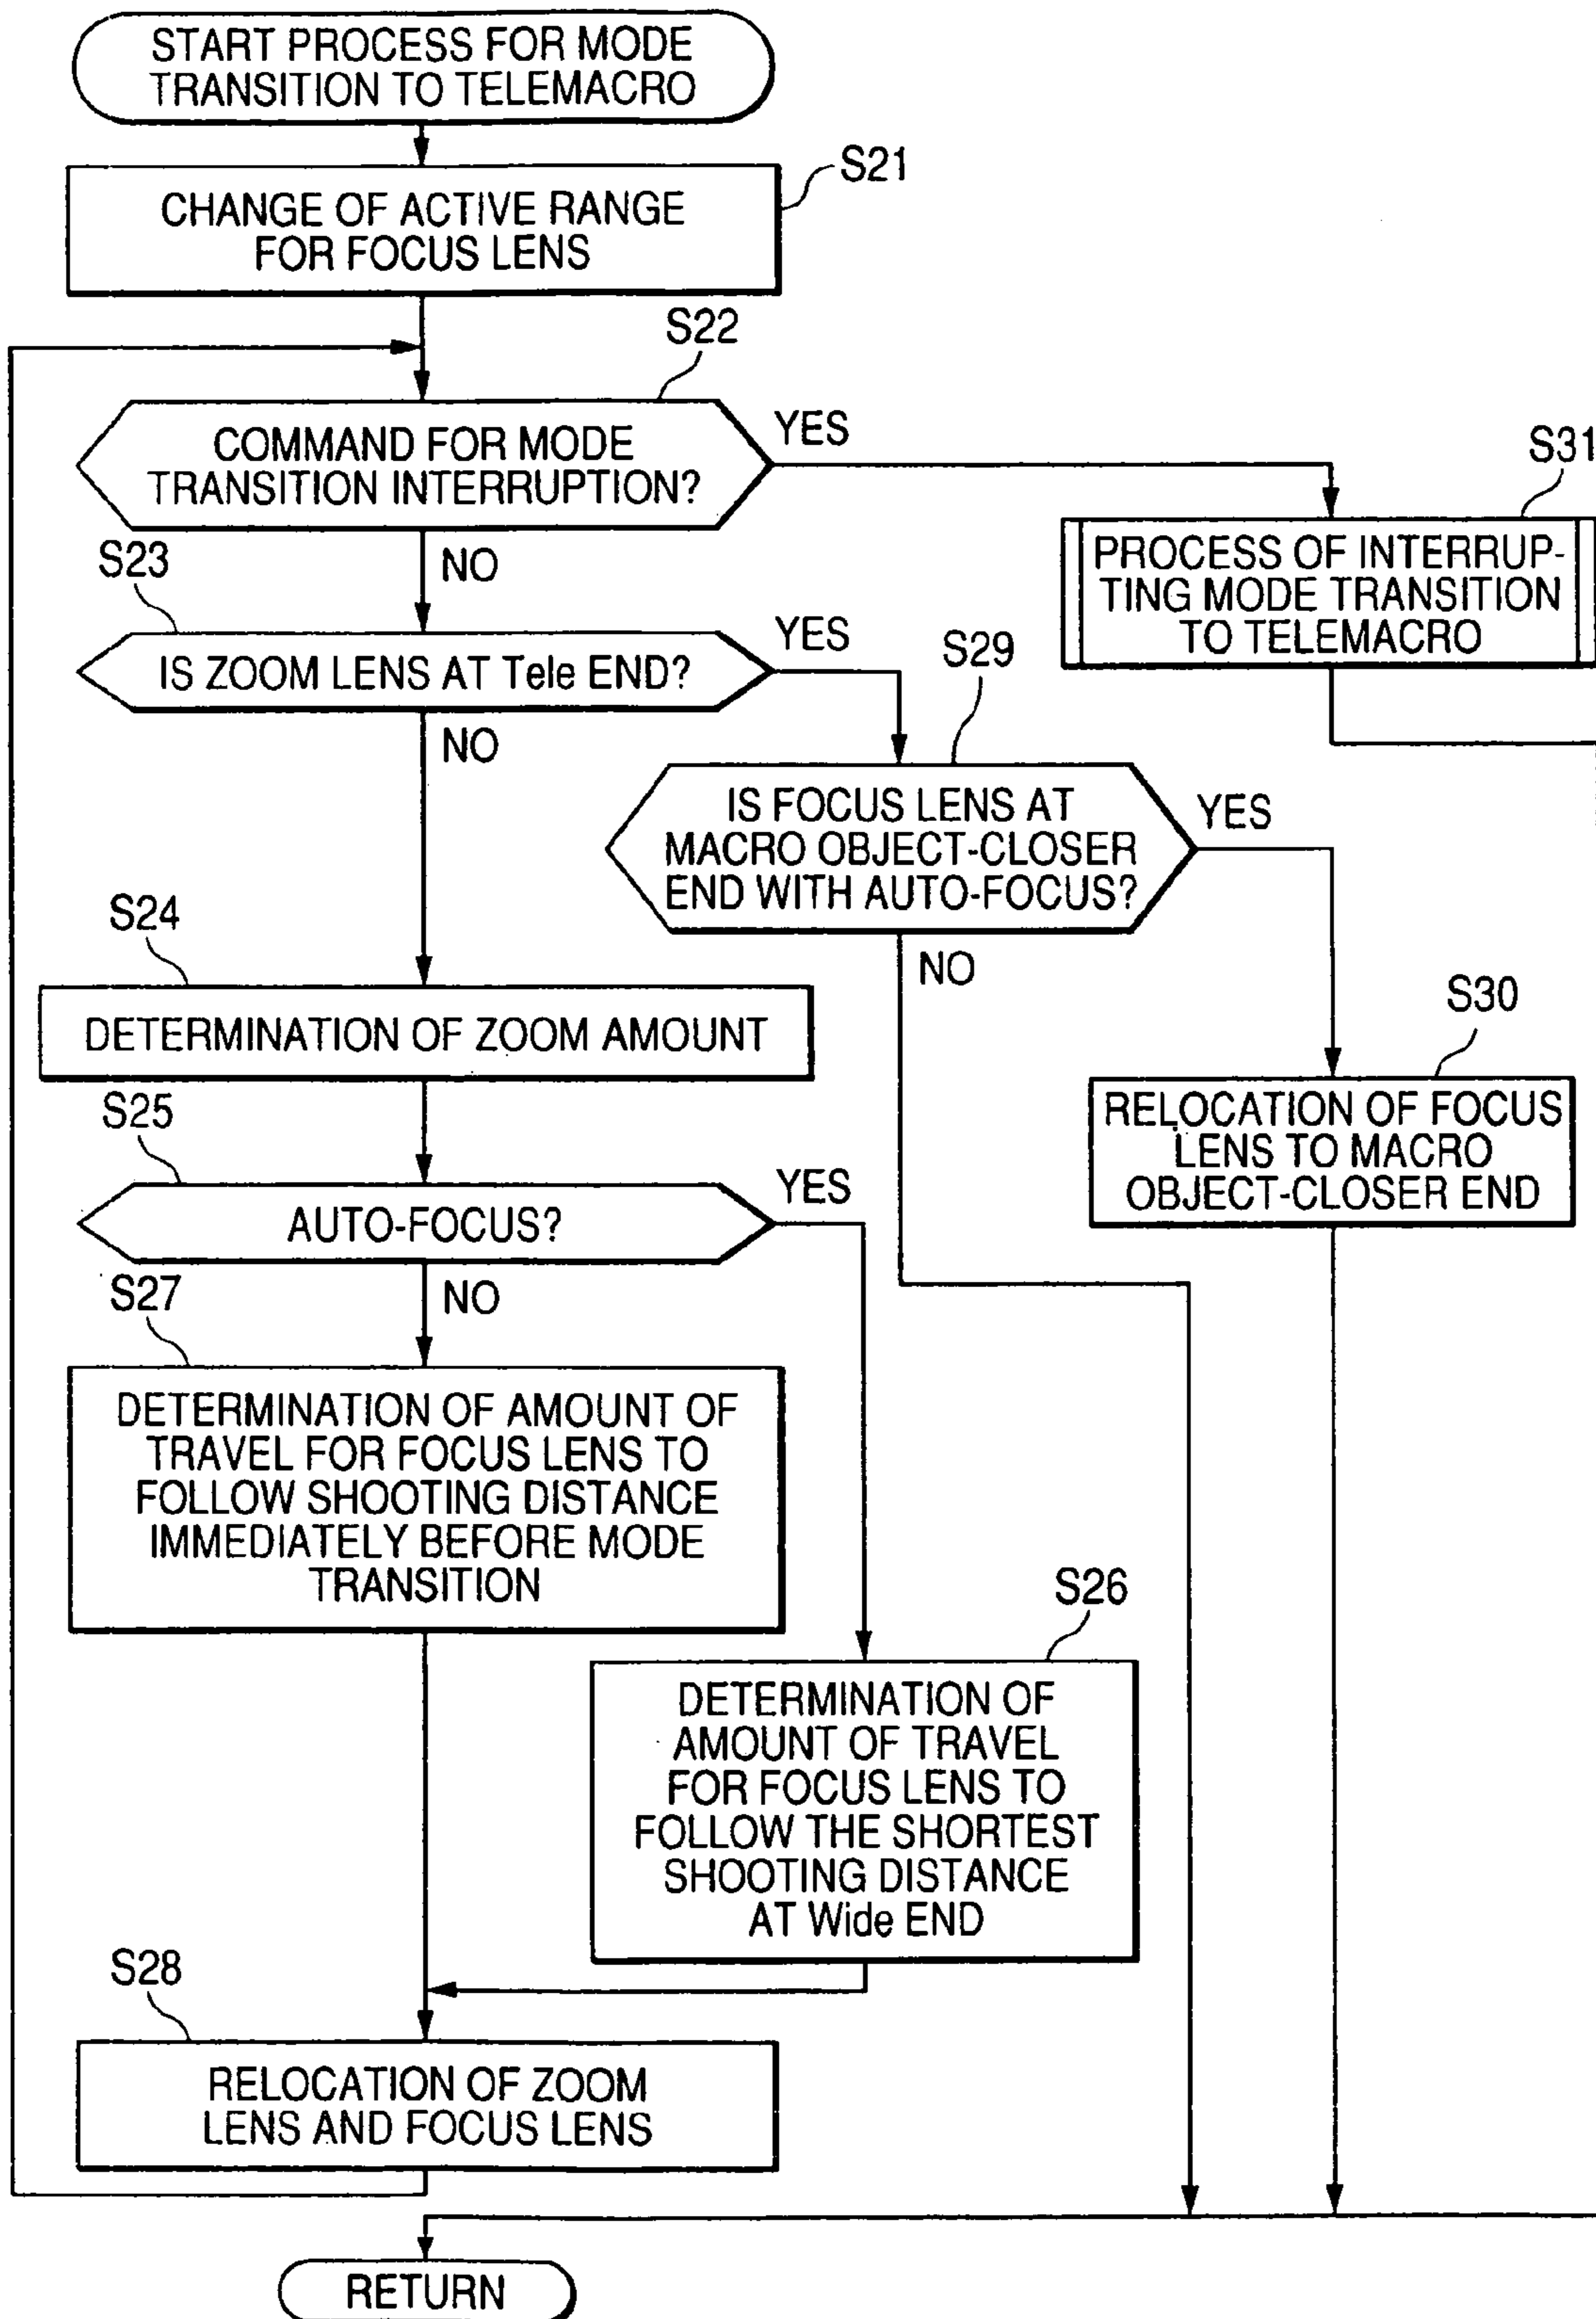 START PROCESS FOR MODE
TRANSITION TO TELEMACRO
S21
CHANGE OF ACTIVE RANGE
FOR FOCUS LENS
S22
COMMAND FOR MODE
TRANSITION INTERRUPTION?
YES
NO
S31
PROCESS OF INTERRUP-
TING MODE TRANSITION
TO TELEMACRO
S23
IS ZOOM LENS AT Tele END?
YES
NO
S29
IS FOCUS LENS AT
MACRO OBJECT-CLOSER
END WITH AUTO-FOCUS?
YES
NO
S24
DETERMINATION OF ZOOM AMOUNT
S30
RELOCATION OF FOCUS
LENS TO MACRO
OBJECT-CLOSER END
S25
AUTO-FOCUS?
YES
NO
S27
DETERMINATION OF AMOUNT OF
TRAVEL FOR FOCUS LENS TO
FOLLOW SHOOTING DISTANCE
IMMEDIATELY BEFORE MODE
TRANSITION
S26
DETERMINATION OF
AMOUNT OF TRAVEL
FOR FOCUS LENS TO
FOLLOW THE SHORTEST
SHOOTING DISTANCE
AT Wide END
S28
RELOCATION OF ZOOM
LENS AND FOCUS LENS
RETURN